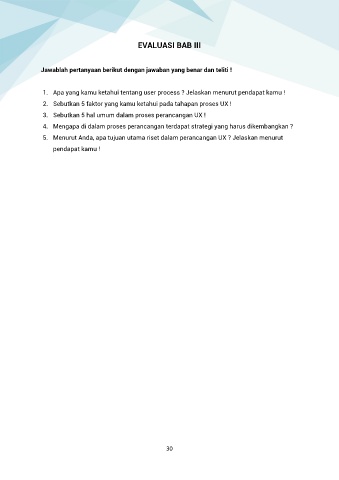 EVALUASI BAB III
Jawablah pertanyaan berikut dengan jawaban yang benar dan teliti !
1. Apa yang kamu ketahui tentang user process ? Jelaskan menurut pendapat kamu !
2. Sebutkan 5 faktor yang kamu ketahui pada tahapan proses UX !
3. Sebutkan 5 hal umum dalam proses perancangan UX !
4. Mengapa di dalam proses perancangan terdapat strategi yang harus dikembangkan ?
5. Menurut Anda, apa tujuan utama riset dalam perancangan UX ? Jelaskan menurut
pendapat kamu !
30